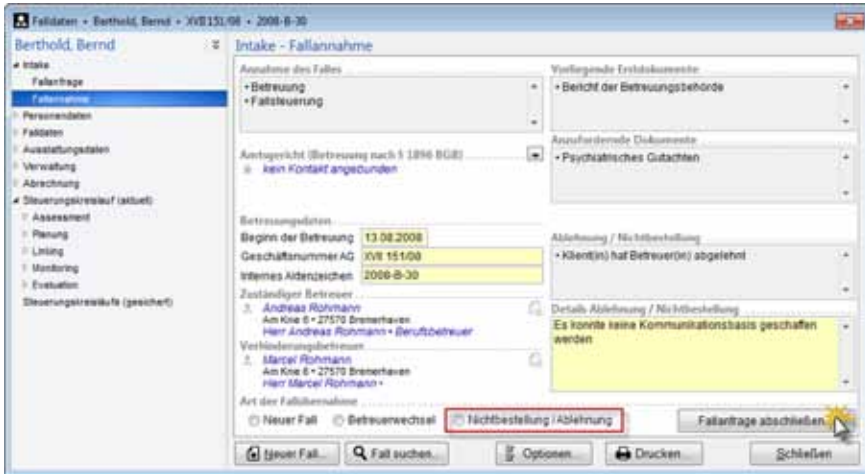 Falldaten • Berthold, Bernd • XVII 151/08 • 2008-B-30
Berthold, Bernd
Intake
Fallanfrage
Fallannahme
Personendaten
Falldaten
Ausstattungsdaten
Verwaltung
Abrechnung
Steuerungskreislauf (aktuell)
Assessment
Planung
Linking
Monitoring
Evaluation
Steuerungskreisläufe (gesichert)
Intake - Fallannahme
Annahme des Falles
• Betreuung
• Fallsteuerung
Amtsgericht (Betreuung nach § 1896 BGB)
kein Kontakt angebunden
Betreuungsdaten
Beginn der Betreuung 13.08.2008
Geschäftsnummer AG XVII 151/08
Internes Aktenzeichen 2008-B-30
Zuständiger Betreuer
Andreas Rohmann
Am Knie 6 • 27570 Bremerhaven
Herr Andreas Rohmann • Berufsbetreuer
Verhinderungsbetreuer
Marcel Rohmann
Am Knie 6 • 27570 Bremerhaven
Herr Marcel Rohmann •
Vorliegende Erstdokumente
• Bericht der Betreuungsbehörde
Anzufordernde Dokumente
• Psychiatrisches Gutachten
Ablehnung / Nichtbestellung
• Klient(in) hat Betreuer(in) abgelehnt
Details Ablehnung / Nichtbestellung
Es konnte keine Kommunikationsbasis geschaffen
werden
Art der Fallübernahme
Neuer Fall Betreuerwechsel Nichtbestellung / Ablehnung Fallanfrage abschließen
Neuer Fall... Fall suchen... Optionen... Drucken... Schließen